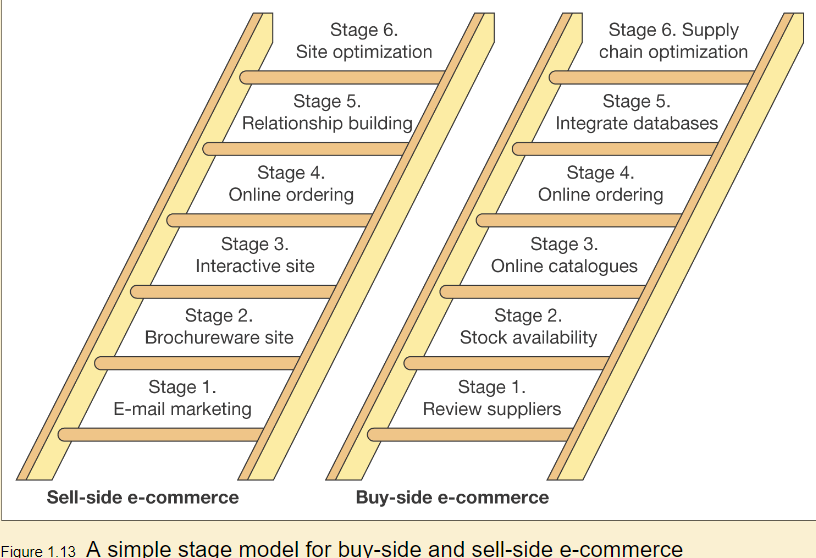 Stage 6.
Site optimization
Stage 5.
Relationship building
Stage 4.
Online ordering
Stage 3.
Interactive site
Stage 2.
Brochureware site
Stage 1.
E-mail marketing
Sell-side e-commerce
Stage 6. Supply
chain optimization
Stage 5.
Integrate databases
Stage 4.
Online ordering
Stage 3.
Online catalogues
Stage 2.
Stock availability
Stage 1.
Review suppliers
Buy-side e-commerce
Figure 1.13 A simple stage model for buy-side and sell-side e-commerce